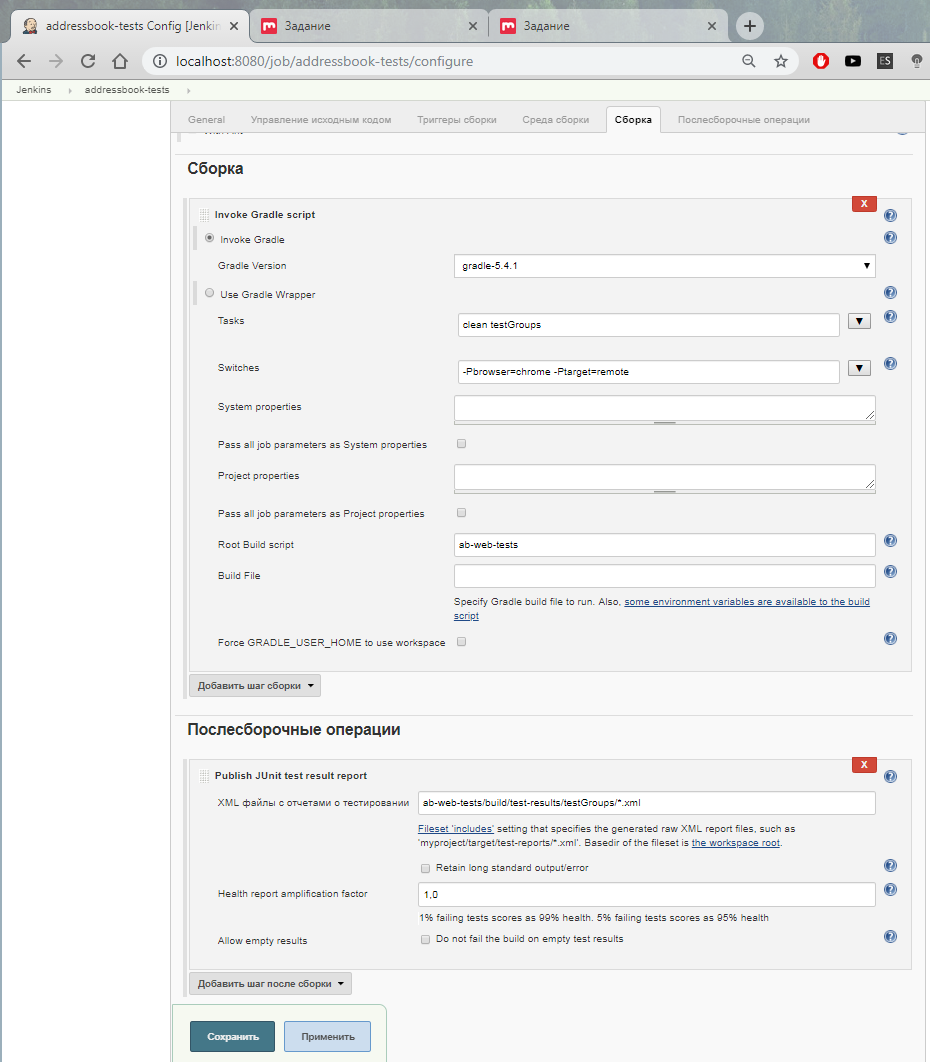 addressbook-tests Config [Jenkin
Задание
Задание
localhost:8080/job/addressbook-tests/configure
ES
Jenkins
addressbook-tests
General
Управление исходным кодом
Триггеры сборки
Среда сборки
Сборка
Послесборочные операции
Сборка
X
Invoke Gradle script
Invoke Gradle
Gradle Version
gradle-5.4.1
Use Gradle Wrapper
Tasks
clean testGroups
Switches
-Pbrowser=chrome -Ptarget=remote
System properties
Pass all job parameters as System properties
Project properties
Pass all job parameters as Project properties
Root Build script
ab-web-tests
Build File
Specify Gradle build file to run. Also, some environment variables are available to the build
script
Force GRADLE_USER_HOME to use workspace
Добавить шаг сборки
Послесборочные операции
X
Publish JUnit test result report
XML файлы с отчетами о тестировании
ab-web-tests/build/test-results/testGroups/*.xml
Fileset 'includes' setting that specifies the generated raw XML report files, such as
'myproject/target/test-reports/*.xml'. Basedir of the fileset is the workspace root.
Retain long standard output/error
Health report amplification factor
1,0
1% failing tests scores as 99% health. 5% failing tests scores as 95% health
Allow empty results
Do not fail the build on empty test results
Добавить шаг после сборки
Сохранить
Применить